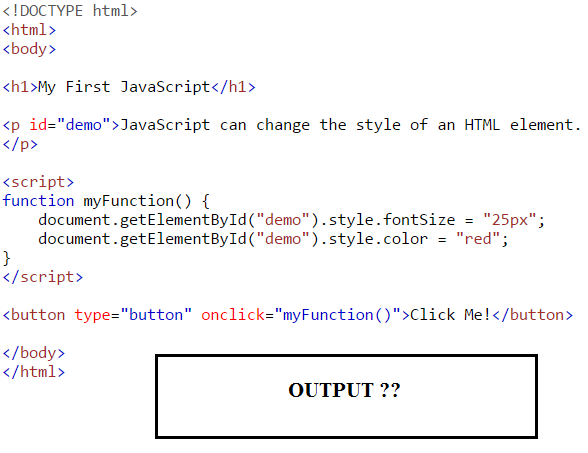 <!DOCTYPE html>
<html>
<body>
<h1>My First JavaScript</h1>
<p id="demo">JavaScript can change the style of an HTML element.
</p>
<script>
function myFunction() {
    document.getElementById("demo").style.fontSize = "25px";
    document.getElementById("demo").style.color = "red";
}
</script>
<button type="button" onclick="myFunction()">Click Me!</button>
</body>
</html>
OUTPUT ??